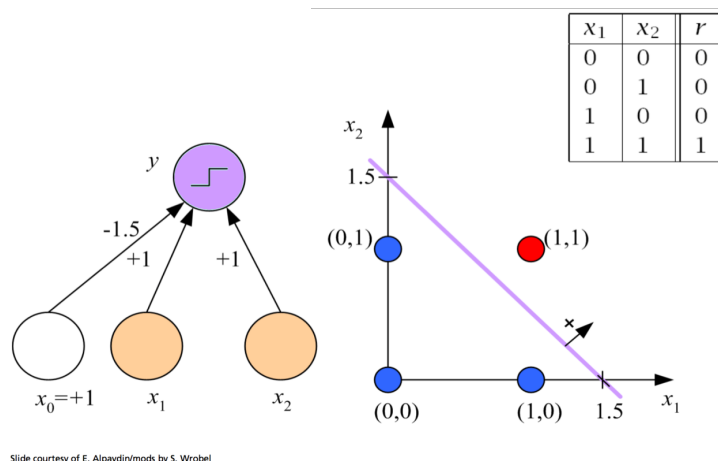 x₁ x₂ r
0 0 0
0 1 0
1 0 0
1 1 1
y
-1.5
+1
+1
x₀=+1
x₁
x₂
x₂
1.5
(0,1)
(1,1)
(0,0)
(1,0)
1.5
x₁
Slide courtesy of E. Alpaydin/mods by S. Wrobel